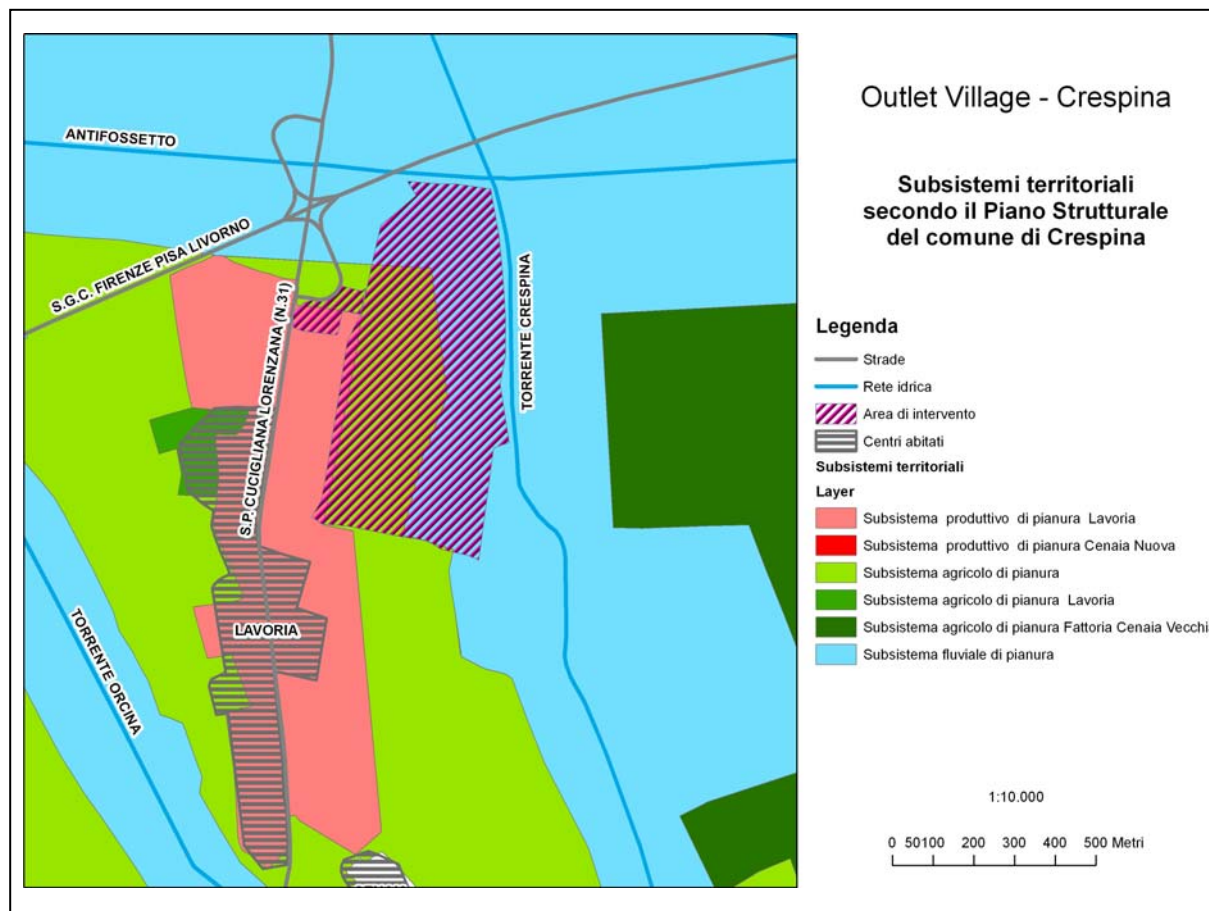 Outlet Village - Crespina
Subsistemi territoriali
secondo il Piano Strutturale
del comune di Crespina
ANTIFOSSETTO
S.G.C. FIRENZE PISA LIVORNO
S.P. CUCIGLIANA LORENZANA (N.31)
TORRENTE CRESPINA
LAVORIA
TORRENTE ORCINA
Legenda
Strade
Rete idrica
Area di intervento
Centri abitati
Subsistemi territoriali
Layer
Subsistema produttivo di pianura Lavoria
Subsistema produttivo di pianura Cenaia Nuova
Subsistema agricolo di pianura
Subsistema agricolo di pianura Lavoria
Subsistema agricolo di pianura Fattoria Cenaia Vecchi
Subsistema fluviale di pianura
1:10.000
0 50100 200 300 400 500 Metri